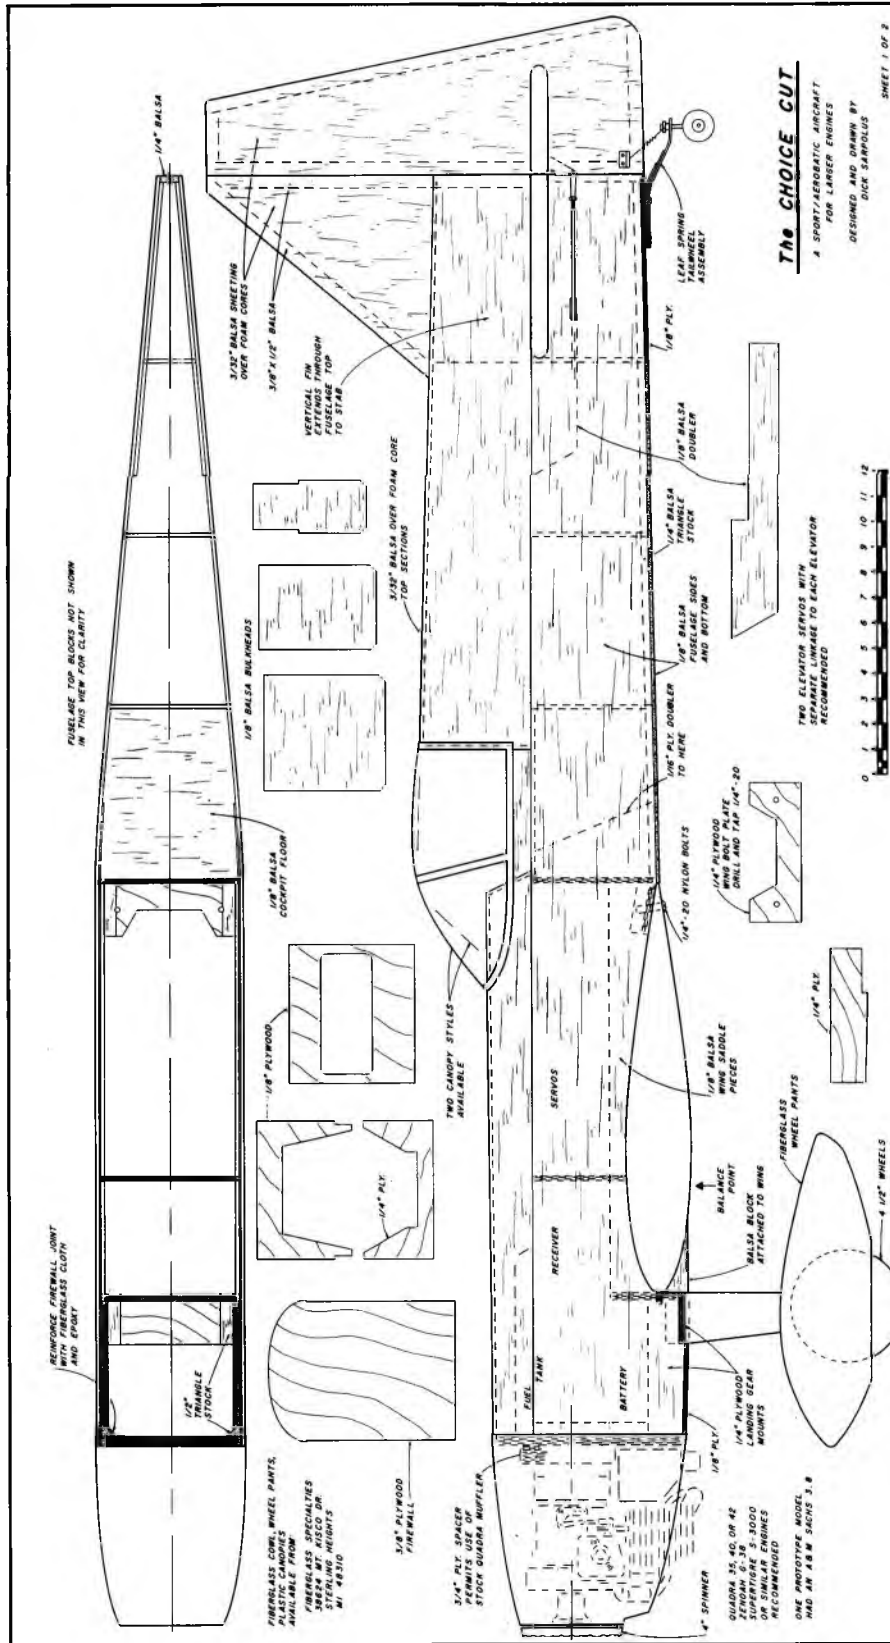 The CHOICE CUT
A SPORT/AEROBATIC AIRCRAFT
FOR LARGER ENGINES
DESIGNED AND DRAWN BY
DICK SARPOLUS
SHEET 1 OF 2
REINFORCE FIREWALL JOINT
WITH FIBERGLASS CLOTH
AND EPOXY
FUSELAGE TOP BLOCKS NOT SHOWN
IN THIS VIEW FOR CLARITY
1/4" BALSA
1/2"
TRIANGLE
STOCK
1/8" BALSA
COCKPIT FLOOR
3/32" BALSA SHEETING
OVER FOAM CORES
3/8" X 1/2" BALSA
FIBERGLASS COWL, WHEEL PANTS,
PLASTIC CANOPIES
AVAILABLE FROM
FIBERGLASS SPECIALTIES
38624 MT. KISCO DR.
STERLING HEIGHTS
MI 48310
3/8" PLYWOOD
FIREWALL
1/4" PLY.
1/8" PLYWOOD
1/8" BALSA BULKHEADS
VERTICAL FIN
EXTENDS THROUGH
FUSELAGE TOP
TO STAB
TWO CANOPY STYLES
AVAILABLE
3/32" BALSA OVER FOAM CORE
TOP SECTIONS
3/4" PLY. SPACER
PERMITS USE OF
STOCK QUADRA MUFFLER
FUEL
TANK
BATTERY
RECEIVER
SERVOS
4" SPINNER
QUADRA 35, 40, OR 42
ZENOAH G-38
SUPERTIGRE S-3000
OR SIMILAR ENGINES
RECOMMENDED
ONE PROTOTYPE MODEL
HAD AN A&M SACHS 3.8
1/8" PLY.
1/4" PLYWOOD
LANDING GEAR
MOUNTS
BALSA BLOCK
ATTACHED TO WING
BALANCE
POINT
1/8" BALSA
WING SADDLE
PIECES
1/4"-20 NYLON BOLTS
1/16" PLY. DOUBLER
TO HERE
1/8" BALSA
FUSELAGE SIDES
AND BOTTOM
1/4" BALSA
TRIANGLE
STOCK
1/8" BALSA
DOUBLER
1/8" PLY.
LEAF SPRING
TAILWHEEL
ASSEMBLY
FIBERGLASS
WHEEL PANTS
4 1/2" WHEELS
1/4" PLY.
1/4" PLYWOOD
WING BOLT PLATE
DRILL AND TAP 1/4"-20
TWO ELEVATOR SERVOS WITH
SEPARATE LINKAGE TO EACH ELEVATOR
RECOMMENDED
0 1 2 3 4 5 6 7 8 9 10 11 12